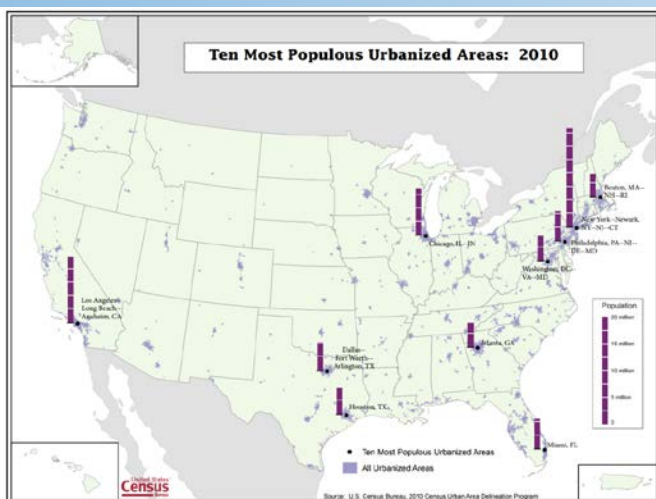 Ten Most Populous Urbanized Areas: 2010
Boston, MA--
NH--RI
New York--Newark,
NY--NJ--CT
Philadelphia, PA--NJ--
DE--MD
Chicago, IL--IN
Washington, DC--
VA--MD
Los Angeles--
Long Beach--
Anaheim, CA
Atlanta, GA
Dallas--
Fort Worth--
Arlington, TX
Houston, TX
Miami, FL
Population
20 million
15 million
10 million
5 million
0
Ten Most Populous Urbanized Areas
All Urbanized Areas
United States
Census
Bureau
Source: U.S. Census Bureau, 2010 Census Urban Area Delineation Program